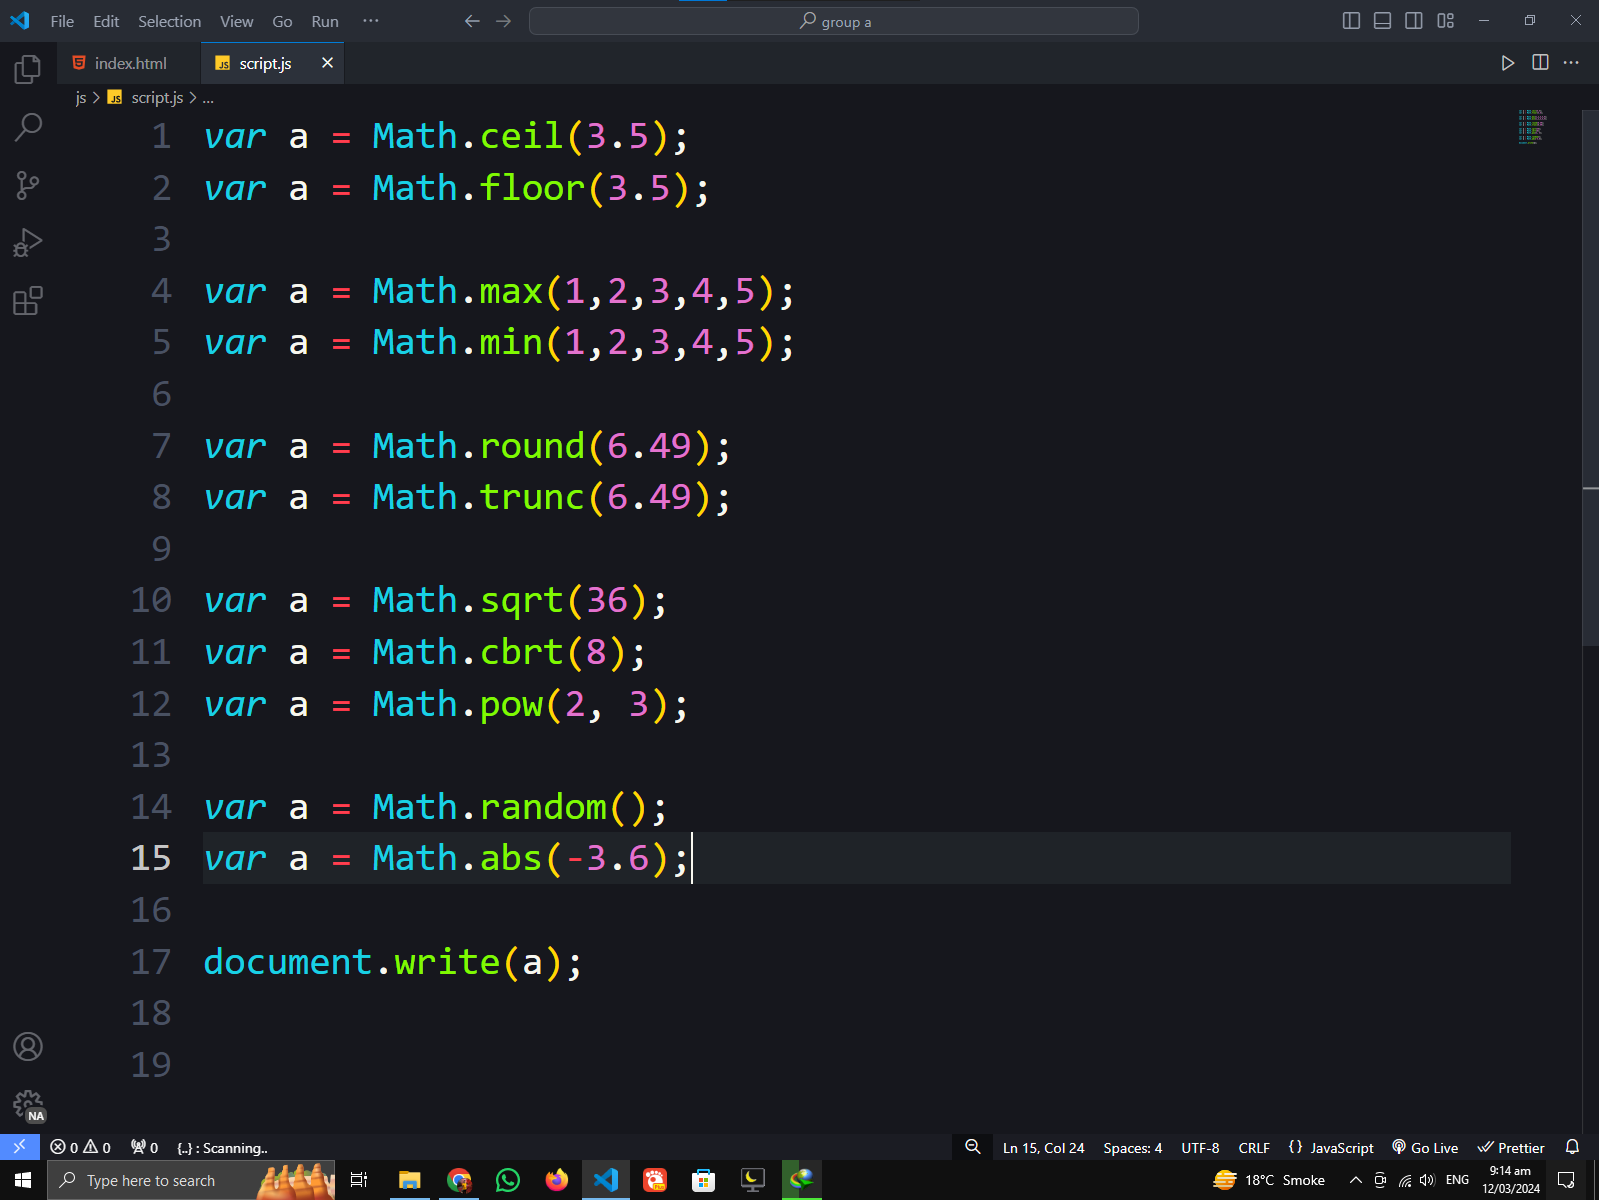 File Edit Selection View Go Run ···
group a
index.html
script.js
js > JS script.js > ...
1 var a = Math.ceil(3.5);
2 var a = Math.floor(3.5);
3
4 var a = Math.max(1,2,3,4,5);
5 var a = Math.min(1,2,3,4,5);
6
7 var a = Math.round(6.49);
8 var a = Math.trunc(6.49);
9
10 var a = Math.sqrt(36);
11 var a = Math.cbrt(8);
12 var a = Math.pow(2, 3);
13
14 var a = Math.random();
15 var a = Math.abs(-3.6);
16
17 document.write(a);
18
19
NA
0 0 0 {..} : Scanning..
Ln 15, Col 24 Spaces: 4 UTF-8 CRLF {} JavaScript Go Live Prettier
Type here to search
18°C Smoke
ENG
9:14 am
12/03/2024